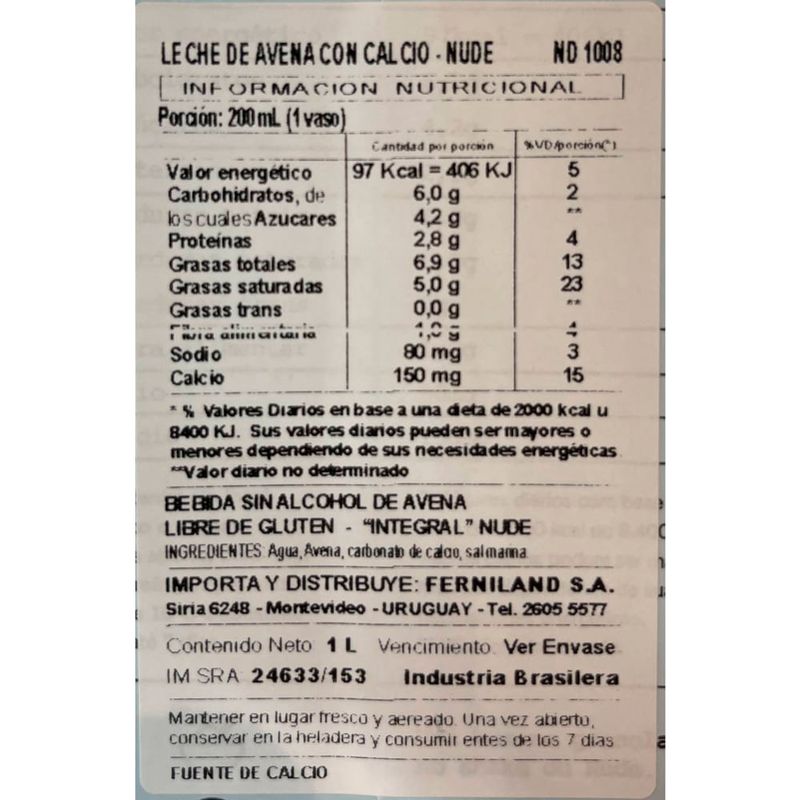 LECHE DE AVENA CON CALCIO - NUDE ND 1008
INFORMACION NUTRICIONAL
Porción: 200 mL (1 vaso)
Cantidad por porción %VD/porción(*)
Valor energético 97 Kcal = 406 KJ 5
Carbohidratos, de 6,0 g 2
los cuales Azucares 4,2 g **
Proteínas 2,8 g 4
Grasas totales 6,9 g 13
Grasas saturadas 5,0 g 23
Grasas trans 0,0 g **
Fibra alimentaria
Sodio 80 mg 3
Calcio 150 mg 15
* % Valores Diarios en base a una dieta de 2000 kcal u
8400 KJ. Sus valores diarios pueden ser mayores o
menores dependiendo de sus necesidades energéticas
**Valor diario no determinado
BEBIDA SIN ALCOHOL DE AVENA
LIBRE DE GLUTEN - "INTEGRAL" NUDE
INGREDIENTES: Agua, Avena, carbonato de calcio, sal marina.
IMPORTA Y DISTRIBUYE: FERNILAND S.A.
Siria 6248 - Montevideo - URUGUAY - Tel. 2605 5577
Contenido Neto 1 L Vencimiento: Ver Envase
IM SRA 24633/153 Industria Brasilera
Mantener en lugar fresco y aereado. Una vez abierto,
conservar en la heladera y consumir entes de los 7 dias
FUENTE DE CALCIO